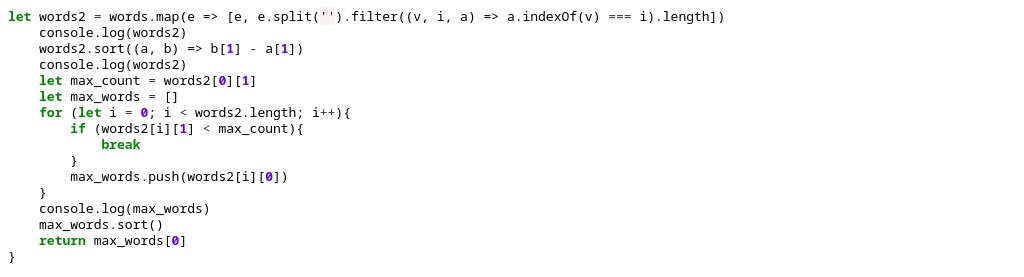 let words2 = words.map(e => [e, e.split('').filter((v, i, a) => a.indexOf(v) === i).length])
    console.log(words2)
    words2.sort((a, b) => b[1] - a[1])
    console.log(words2)
    let max_count = words2[0][1]
    let max_words = []
    for (let i = 0; i < words2.length; i++){
        if (words2[i][1] < max_count){
            break
        }
        max_words.push(words2[i][0])
    }
    console.log(max_words)
    max_words.sort()
    return max_words[0]
}